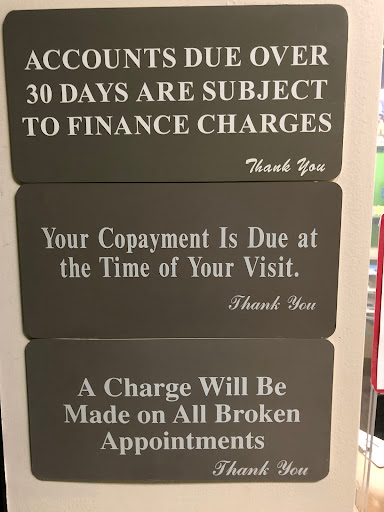 ACCOUNTS DUE OVER
30 DAYS ARE SUBJECT
TO FINANCE CHARGES
Thank You
Your Copayment Is Due at
the Time of Your Visit.
Thank You
A Charge Will Be
Made on All Broken
Appointments
Thank You